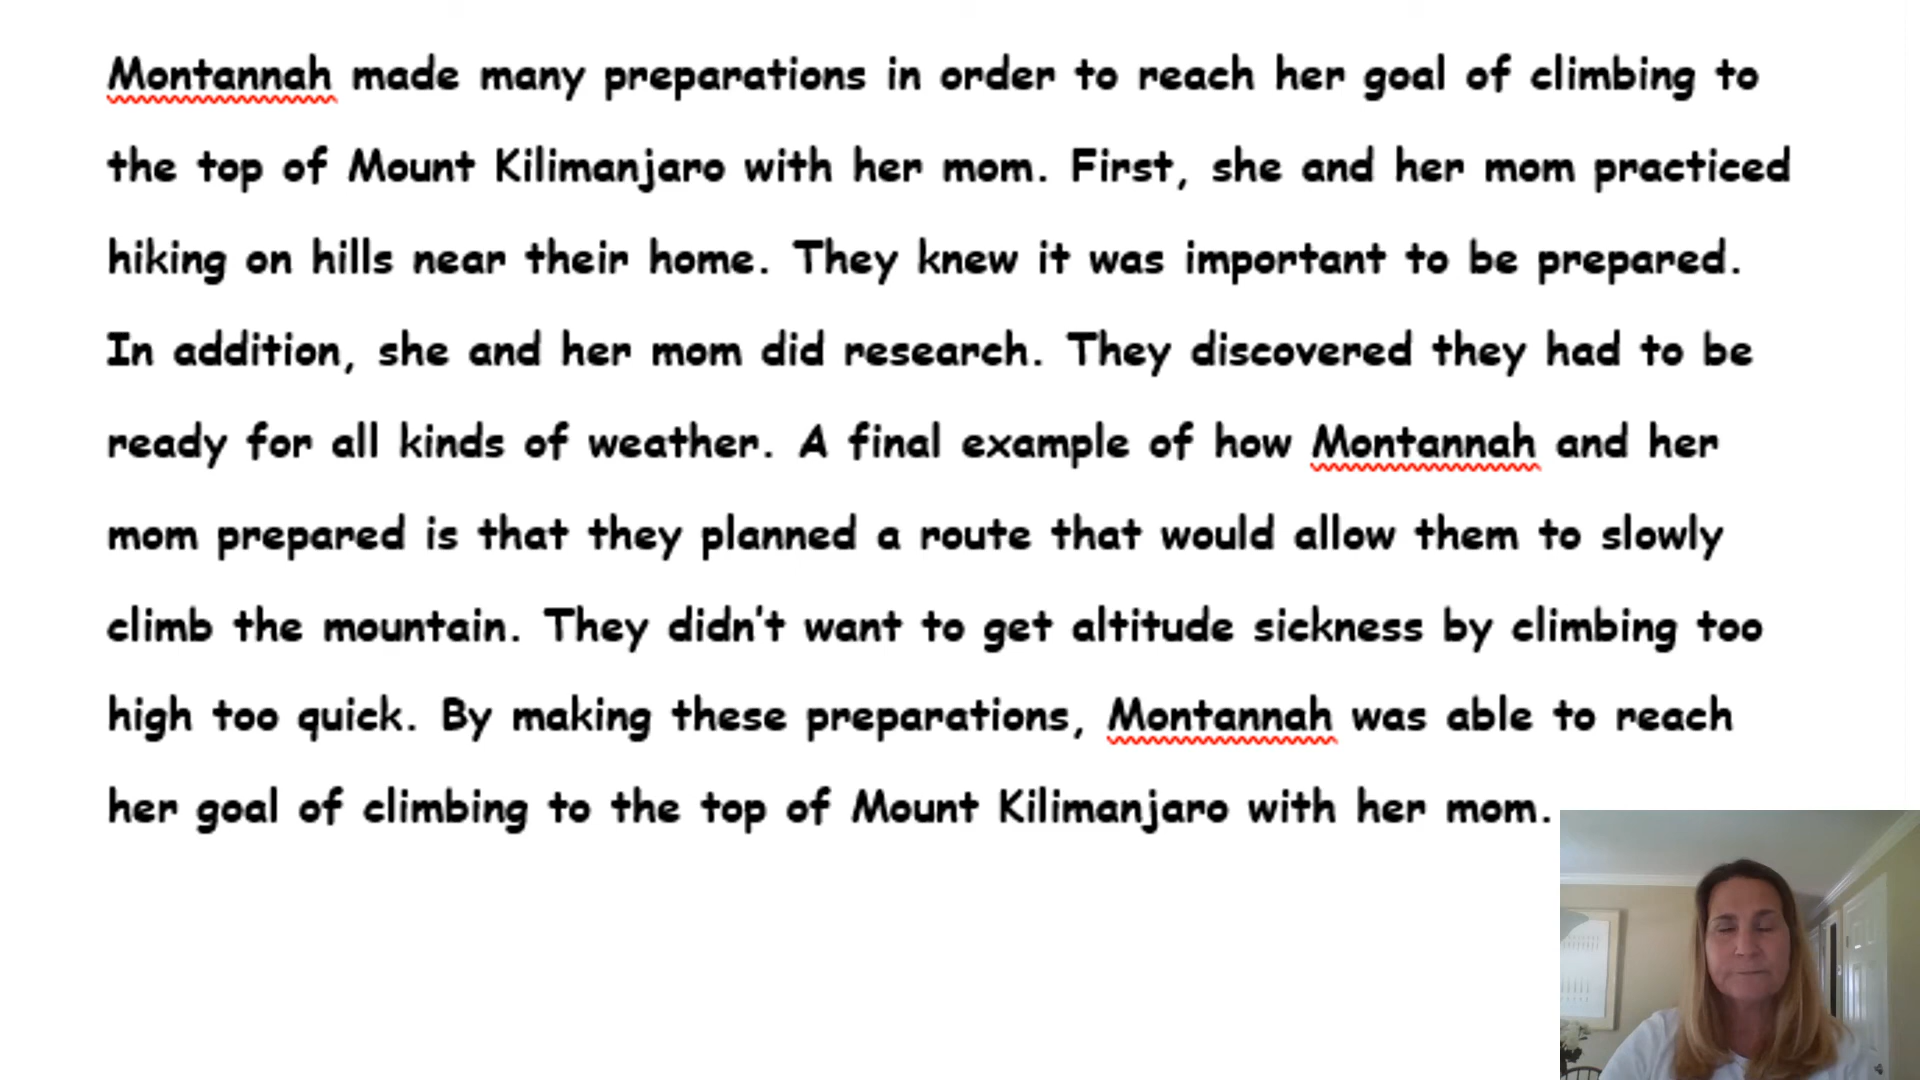 Montannah made many preparations in order to reach her goal of climbing to
the top of Mount Kilimanjaro with her mom. First, she and her mom practiced
hiking on hills near their home. They knew it was important to be prepared.
In addition, she and her mom did research. They discovered they had to be
ready for all kinds of weather. A final example of how Montannah and her
mom prepared is that they planned a route that would allow them to slowly
climb the mountain. They didn't want to get altitude sickness by climbing too
high too quick. By making these preparations, Montannah was able to reach
her goal of climbing to the top of Mount Kilimanjaro with her mom.